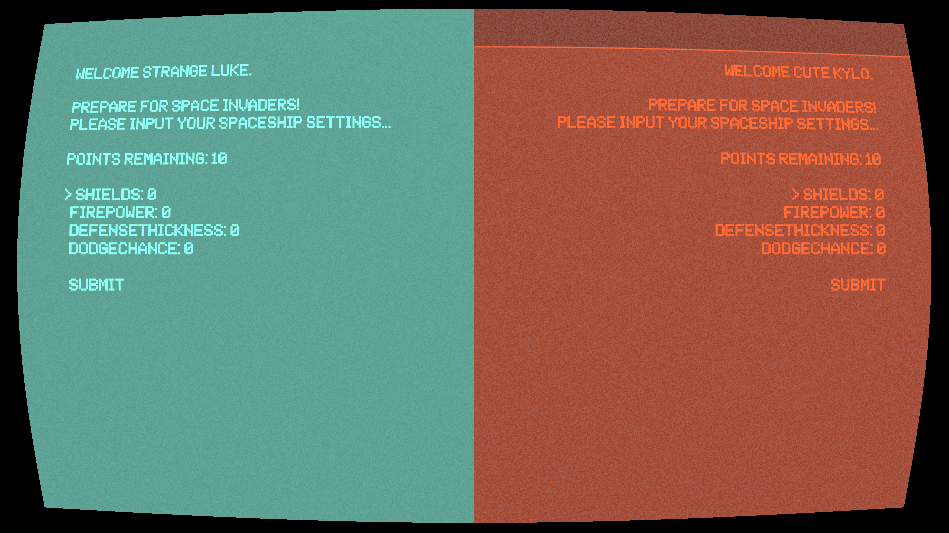 WELCOME STRANGE LUKE.
PREPARE FOR SPACE INVADERS!
PLEASE INPUT YOUR SPACESHIP SETTINGS...
POINTS REMAINING: 10
> SHIELDS: 0
FIREPOWER: 0
DEFENSETHICKNESS: 0
DODGECHANCE: 0
SUBMIT
WELCOME CUTE KYLO.
PREPARE FOR SPACE INVADERS!
PLEASE INPUT YOUR SPACESHIP SETTINGS...
POINTS REMAINING: 10
> SHIELDS: 0
FIREPOWER: 0
DEFENSETHICKNESS: 0
DODGECHANCE: 0
SUBMIT